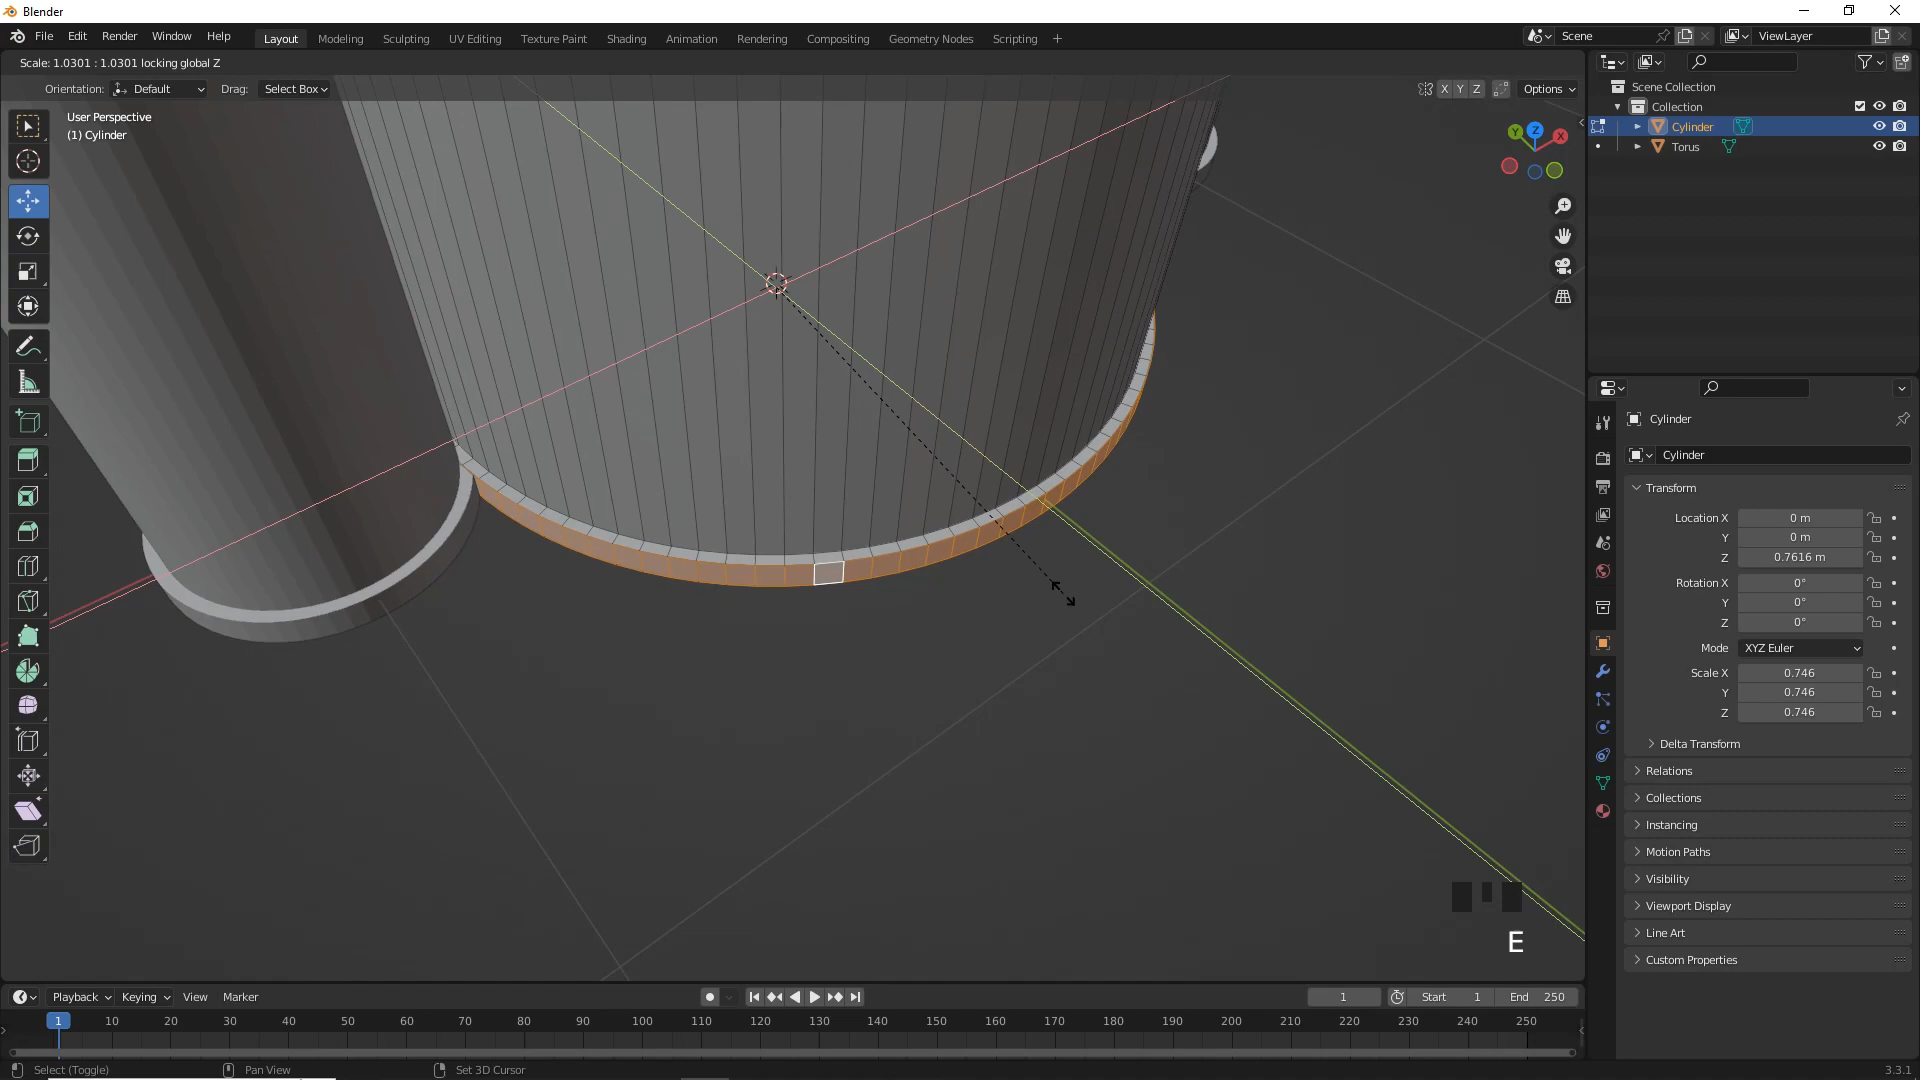 Blender
File Edit Render Window Help Layout Modeling Sculpting UV Editing Texture Paint Shading Animation Rendering Compositing Geometry Nodes Scripting + Scene ViewLayer
Scale: 1.0301 : 1.0301 locking global Z
Orientation: Default Drag: Select Box X Y Z Options
User Perspective
(1) Cylinder
Y Z X
Scene Collection
Collection
Cylinder
Torus
Cylinder
Cylinder
Transform
Location X 0 m
Y 0 m
Z 0.7616 m
Rotation X 0°
Y 0°
Z 0°
Mode XYZ Euler
Scale X 0.746
Y 0.746
Z 0.746
Delta Transform
Relations
Collections
Instancing
Motion Paths
Visibility
Viewport Display
Line Art
Custom Properties
E
Playback Keying View Marker 1 Start 1 End 250
1 10 20 30 40 50 60 70 80 90 100 110 120 130 140 150 160 170 180 190 200 210 220 230 240 250
Select (Toggle) Pan View Set 3D Cursor 3.3.1